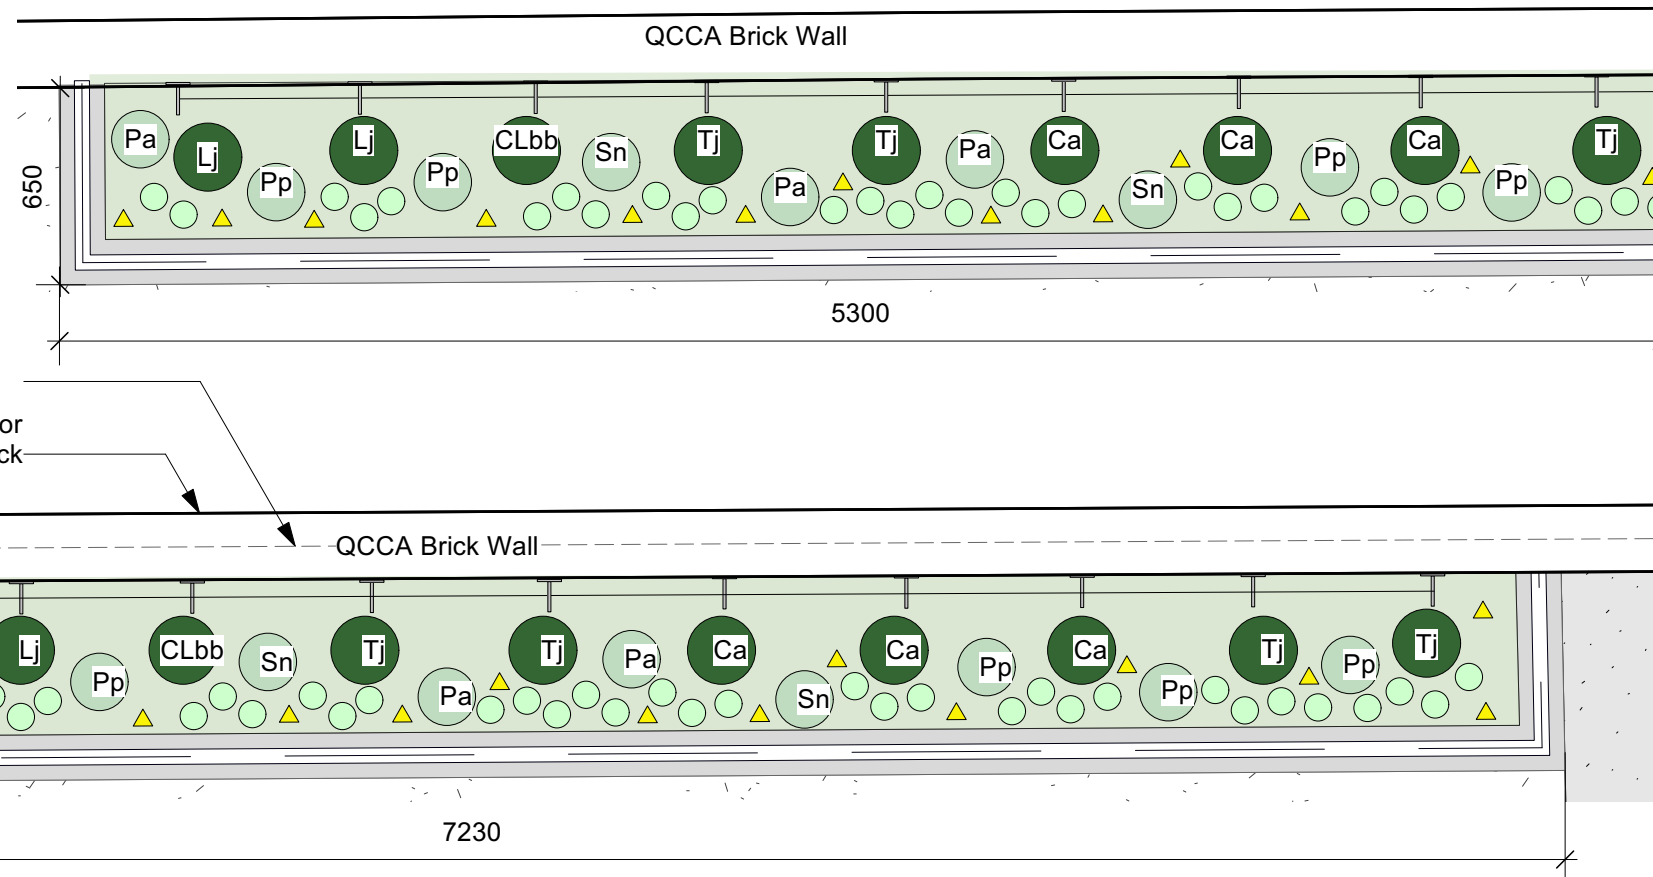 QCCA Brick Wall
Pa Lj Pp Lj Pp CLbb Sn Tj Pa Tj Pa Ca Sn Ca Pp Ca Pp Tj
650
5300
or
ck
QCCA Brick Wall
Lj Pp CLbb Sn Tj Pa Tj Pa Ca Sn Ca Pp Ca Pp Tj Pp Tj
7230